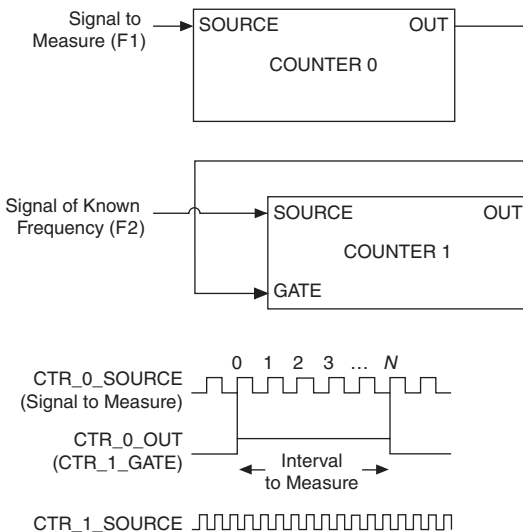 Signal to
Measure (F1)
SOURCE OUT
COUNTER 0
Signal of Known
Frequency (F2)
SOURCE OUT
COUNTER 1
GATE
0 1 2 3 … N
CTR_0_SOURCE
(Signal to Measure)
CTR_0_OUT
(CTR_1_GATE)
Interval
to Measure
CTR_1_SOURCE